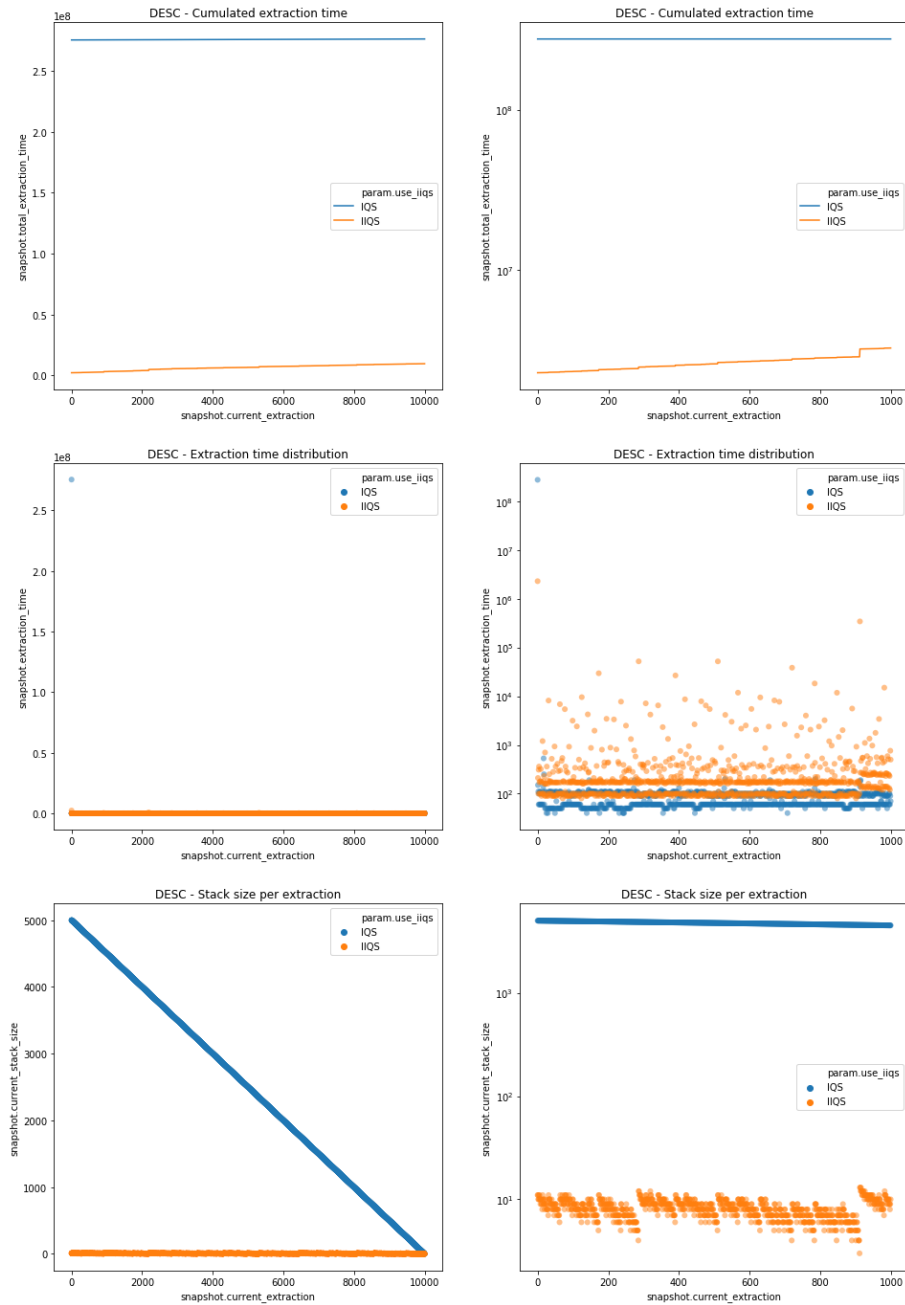 DESC - Cumulated extraction time
1e8
snapshot.total_extraction_time
2.5
2.0
1.5
1.0
0.5
0.0
param.use_iiqs
IQS
IIQS
0
2000
4000
6000
8000
10000
snapshot.current_extraction
DESC - Cumulated extraction time
snapshot.total_extraction_time
10^8
10^7
param.use_iiqs
IQS
IIQS
0
200
400
600
800
1000
snapshot.current_extraction
DESC - Extraction time distribution
1e8
snapshot.extraction_time
2.5
2.0
1.5
1.0
0.5
0.0
param.use_iiqs
IQS
IIQS
0
2000
4000
6000
8000
10000
snapshot.current_extraction
DESC - Extraction time distribution
snapshot.extraction_time
10^8
10^7
10^6
10^5
10^4
10^3
10^2
param.use_iiqs
IQS
IIQS
0
200
400
600
800
1000
snapshot.current_extraction
DESC - Stack size per extraction
snapshot.current_stack_size
5000
4000
3000
2000
1000
0
param.use_iiqs
IQS
IIQS
0
2000
4000
6000
8000
10000
snapshot.current_extraction
DESC - Stack size per extraction
snapshot.current_stack_size
10^3
10^2
10^1
param.use_iiqs
IQS
IIQS
0
200
400
600
800
1000
snapshot.current_extraction